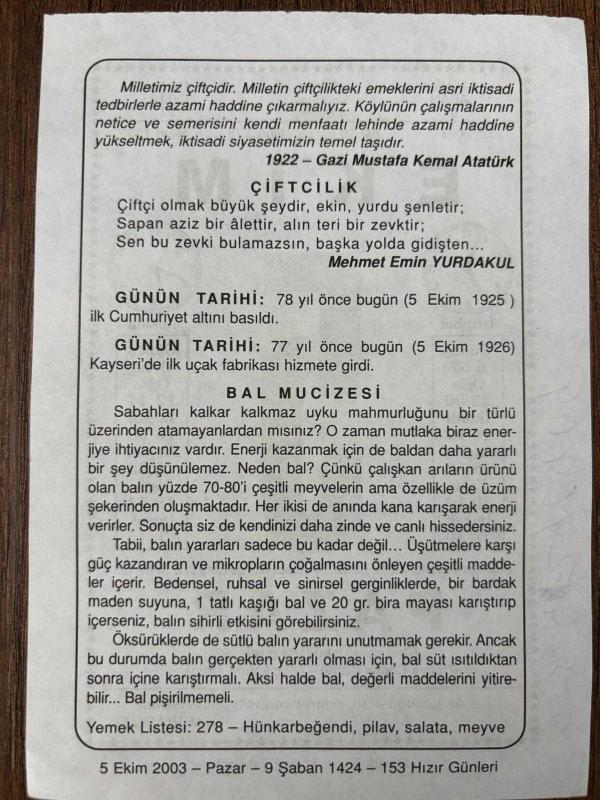 Milletimiz çiftçidir. Milletin çiftçilikteki emeklerini asri iktisadi
tedbirlerle azami haddine çıkarmalıyız. Köylünün çalışmalarının
netice ve semerisini kendi menfaatı lehinde azami haddine
yükseltmek, iktisadi siyasetimizin temel taşıdır.
1922 – Gazi Mustafa Kemal Atatürk
ÇİFTCİLİK
Çiftçi olmak büyük şeydir, ekin, yurdu şenletir;
Sapan aziz bir âlettir, alın teri bir zevktir;
Sen bu zevki bulamazsın, başka yolda gidişten...
Mehmet Emin YURDAKUL
GÜNÜN TARİHİ: 78 yıl önce bugün (5 Ekim 1925 )
ilk Cumhuriyet altını basıldı.
GÜNÜN TARİHİ: 77 yıl önce bugün (5 Ekim 1926)
Kayseri'de ilk uçak fabrikası hizmete girdi.
BAL MUCİZESİ
Sabahları kalkar kalkmaz uyku mahmurluğunu bir türlü
üzerinden atamayanlardan mısınız? O zaman mutlaka biraz ener-
jiye ihtiyacınız vardır. Enerji kazanmak için de baldan daha yararlı
bir şey düşünülemez. Neden bal? Çünkü çalışkan arıların ürünü
olan balın yüzde 70-80'i çeşitli meyvelerin ama özellikle de üzüm
şekerinden oluşmaktadır. Her ikisi de anında kana karışarak enerji
verirler. Sonuçta siz de kendinizi daha zinde ve canlı hissedersiniz.
Tabii, balın yararları sadece bu kadar değil... Üşütmelere karşı
güç kazandıran ve mikropların çoğalmasını önleyen çeşitli madde-
ler içerir. Bedensel, ruhsal ve sinirsel gerginliklerde, bir bardak
maden suyuna, 1 tatlı kaşığı bal ve 20 gr. bira mayası karıştırıp
içerseniz, balın sihirli etkisini görebilirsiniz.
Öksürüklerde de sütlü balın yararını unutmamak gerekir. Ancak
bu durumda balın gerçekten yararlı olması için, bal süt ısıtıldıktan
sonra içine karıştırmalı. Aksi halde bal, değerli maddelerini yitire-
bilir... Bal pişirilmemeli.
Yemek Listesi: 278 – Hünkarbeğendi, pilav, salata, meyve
5 Ekim 2003 – Pazar – 9 Şaban 1424 – 153 Hızır Günleri